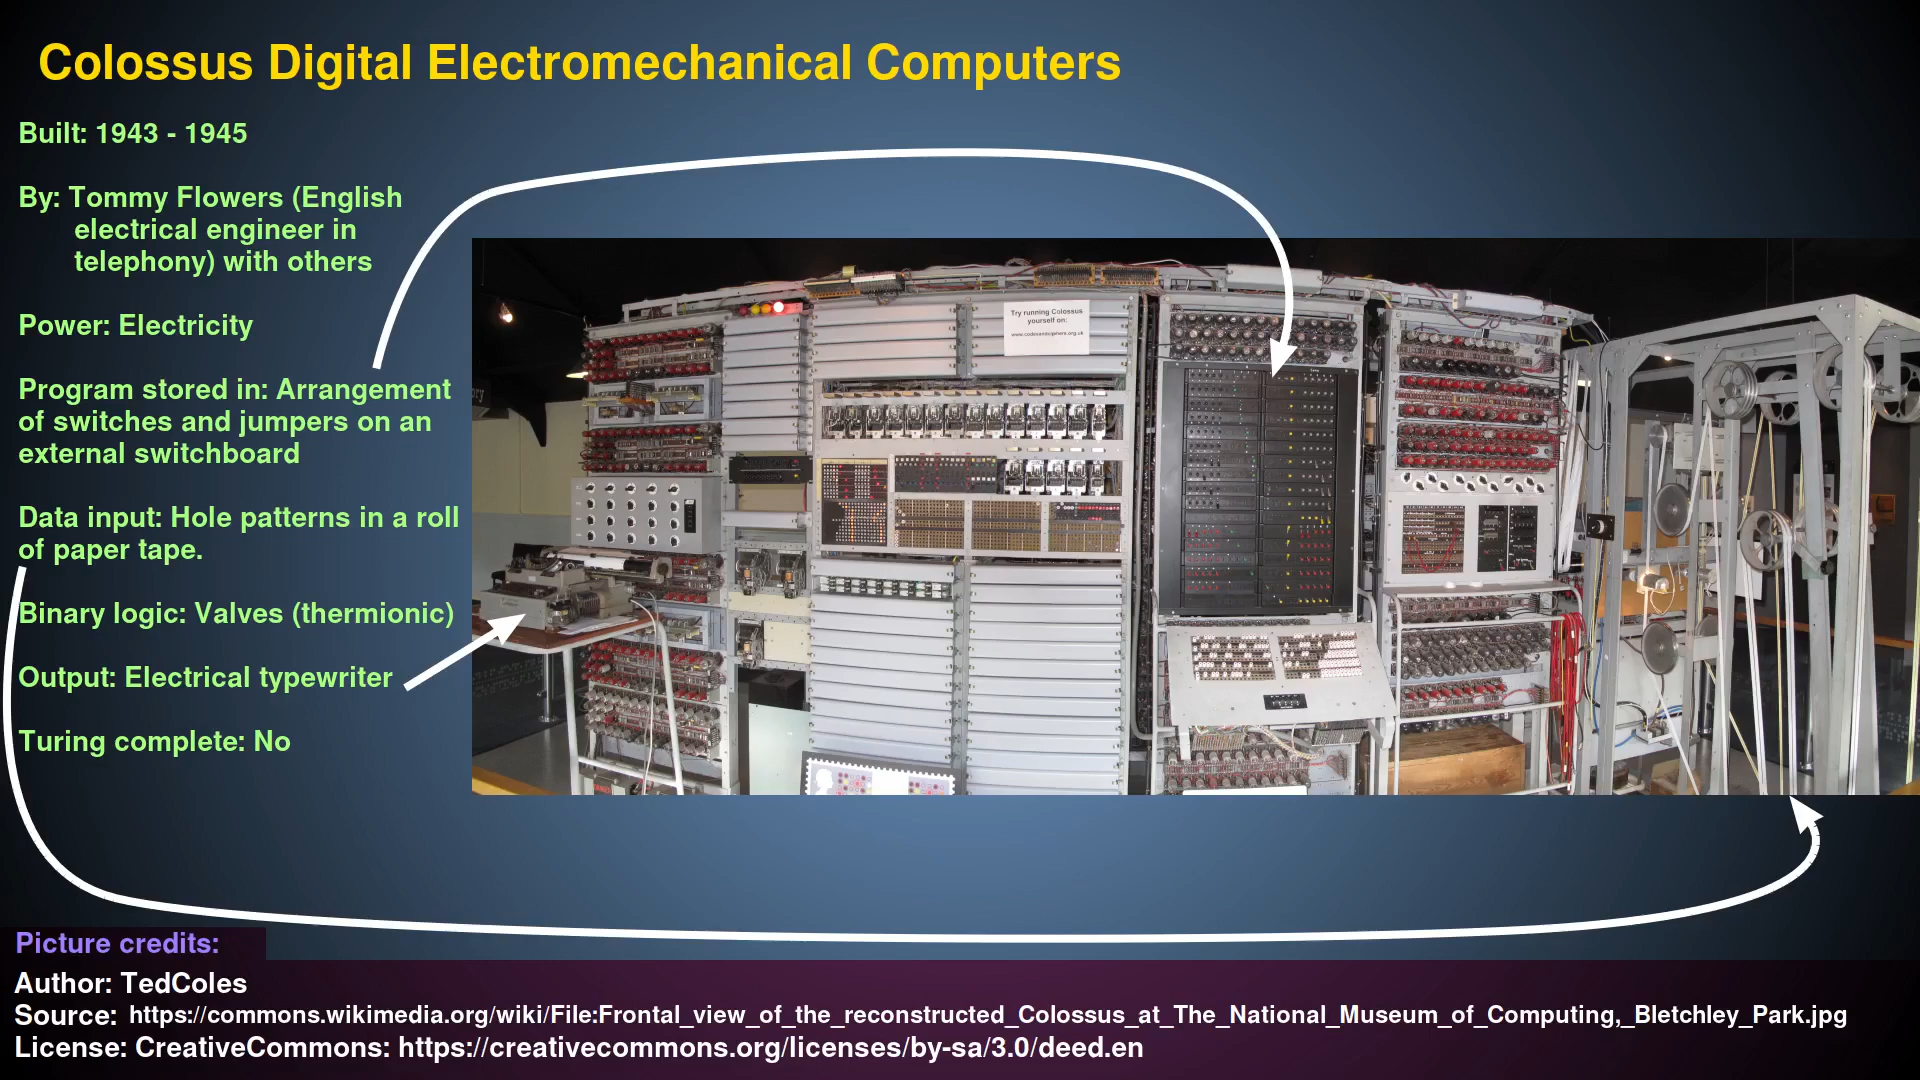 Colossus Digital Electromechanical Computers
Built: 1943 - 1945
By: Tommy Flowers (English
electrical engineer in
telephony) with others
Power: Electricity
Program stored in: Arrangement
of switches and jumpers on an
external switchboard
Data input: Hole patterns in a roll
of paper tape.
Binary logic: Valves (thermionic)
Output: Electrical typewriter
Turing complete: No
Try running Colossus
yourself on:
www.codesandciphers.org.uk
Picture credits:
Author: TedColes
Source: https://commons.wikimedia.org/wiki/File:Frontal_view_of_the_reconstructed_Colossus_at_The_National_Museum_of_Computing,_Bletchley_Park.jpg
License: CreativeCommons: https://creativecommons.org/licenses/by-sa/3.0/deed.en